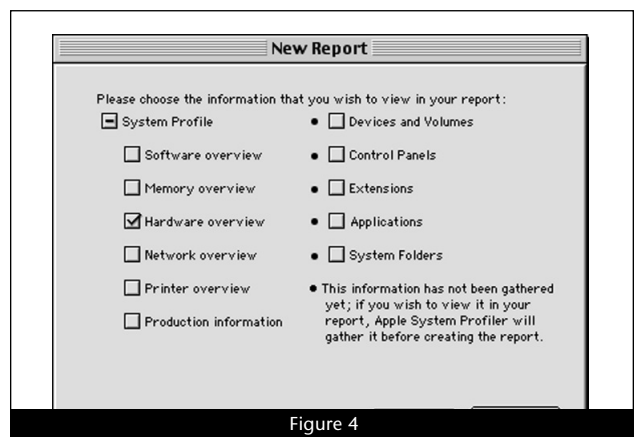 New Report
Please choose the information that you wish to view in your report:
System Profile
Software overview
Memory overview
Hardware overview
Network overview
Printer overview
Production information
• Devices and Volumes
• Control Panels
• Extensions
• Applications
• System Folders
• This information has not been gathered
yet; if you wish to view it in your
report, Apple System Profiler will
gather it before creating the report.
Figure 4